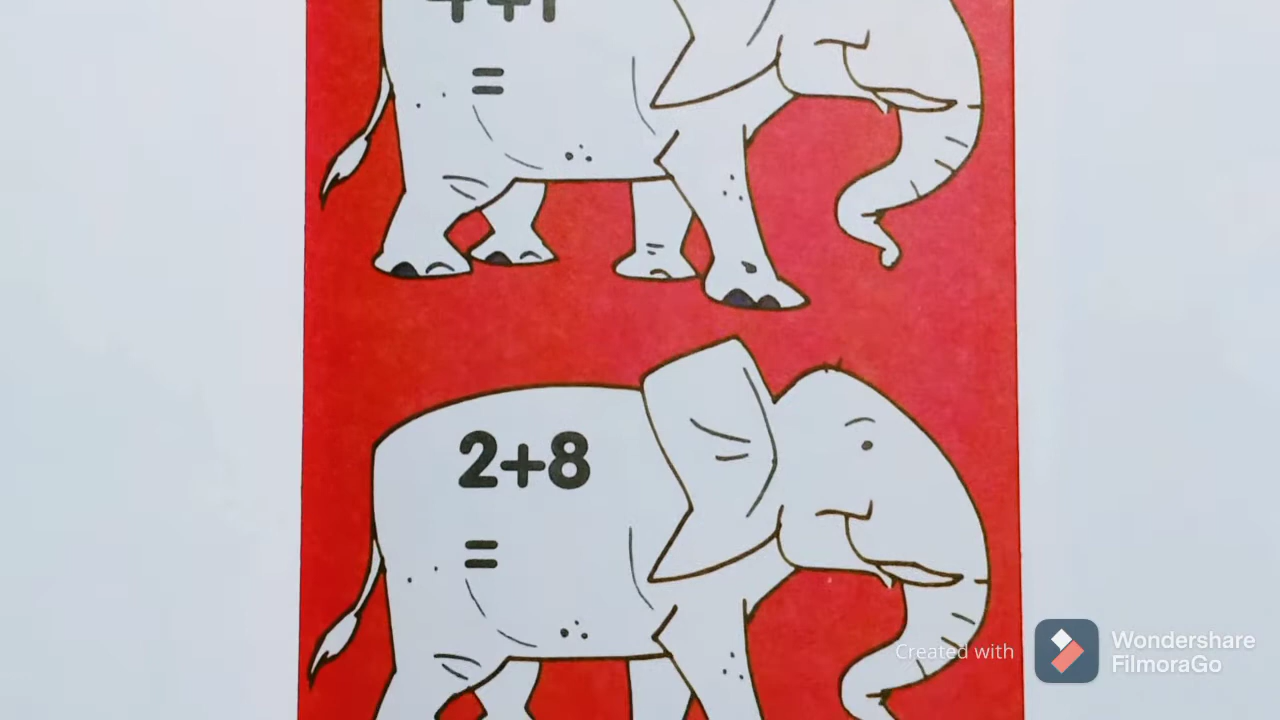 =
2+8
=
Created with
Wondershare
FilmoraGo